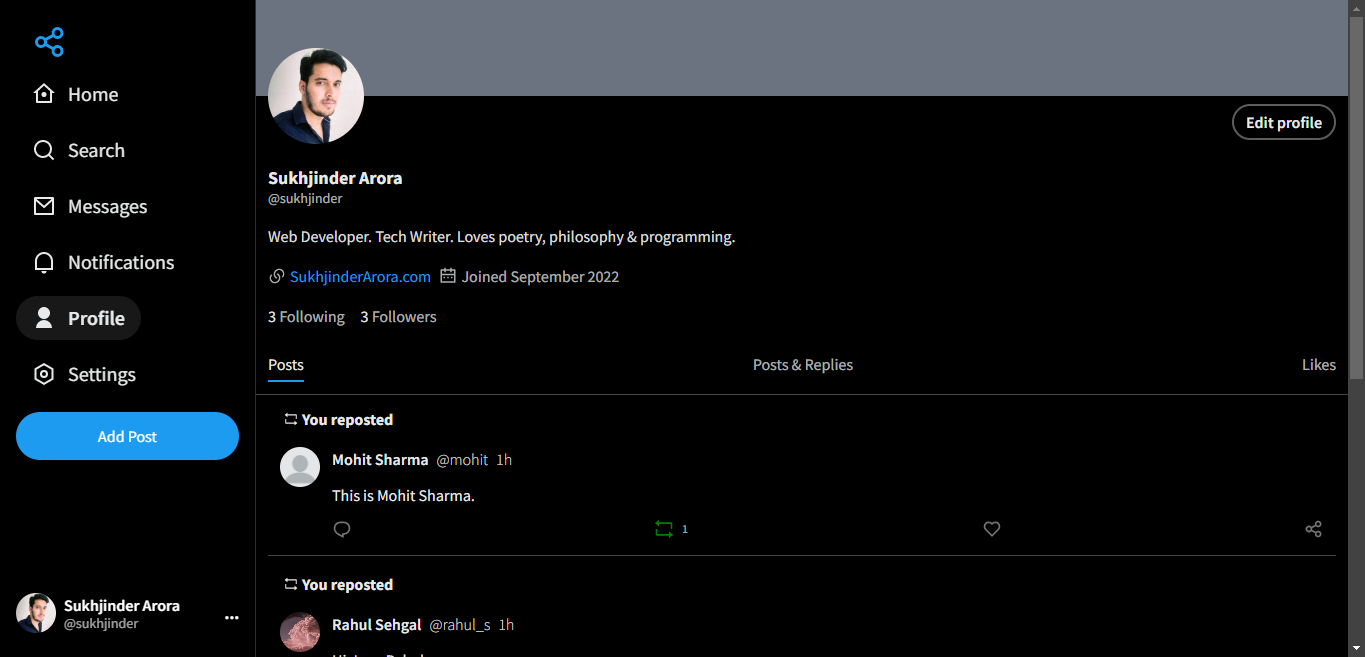 Home
Search
Messages
Notifications
Profile
Settings
Add Post
Sukhjinder Arora
@sukhjinder
Edit profile
Sukhjinder Arora
@sukhjinder
Web Developer. Tech Writer. Loves poetry, philosophy & programming.
SukhjinderArora.com Joined September 2022
3 Following 3 Followers
Posts Posts & Replies Likes
You reposted
Mohit Sharma @mohit 1h
This is Mohit Sharma.
1
You reposted
Rahul Sehgal @rahul_s 1h